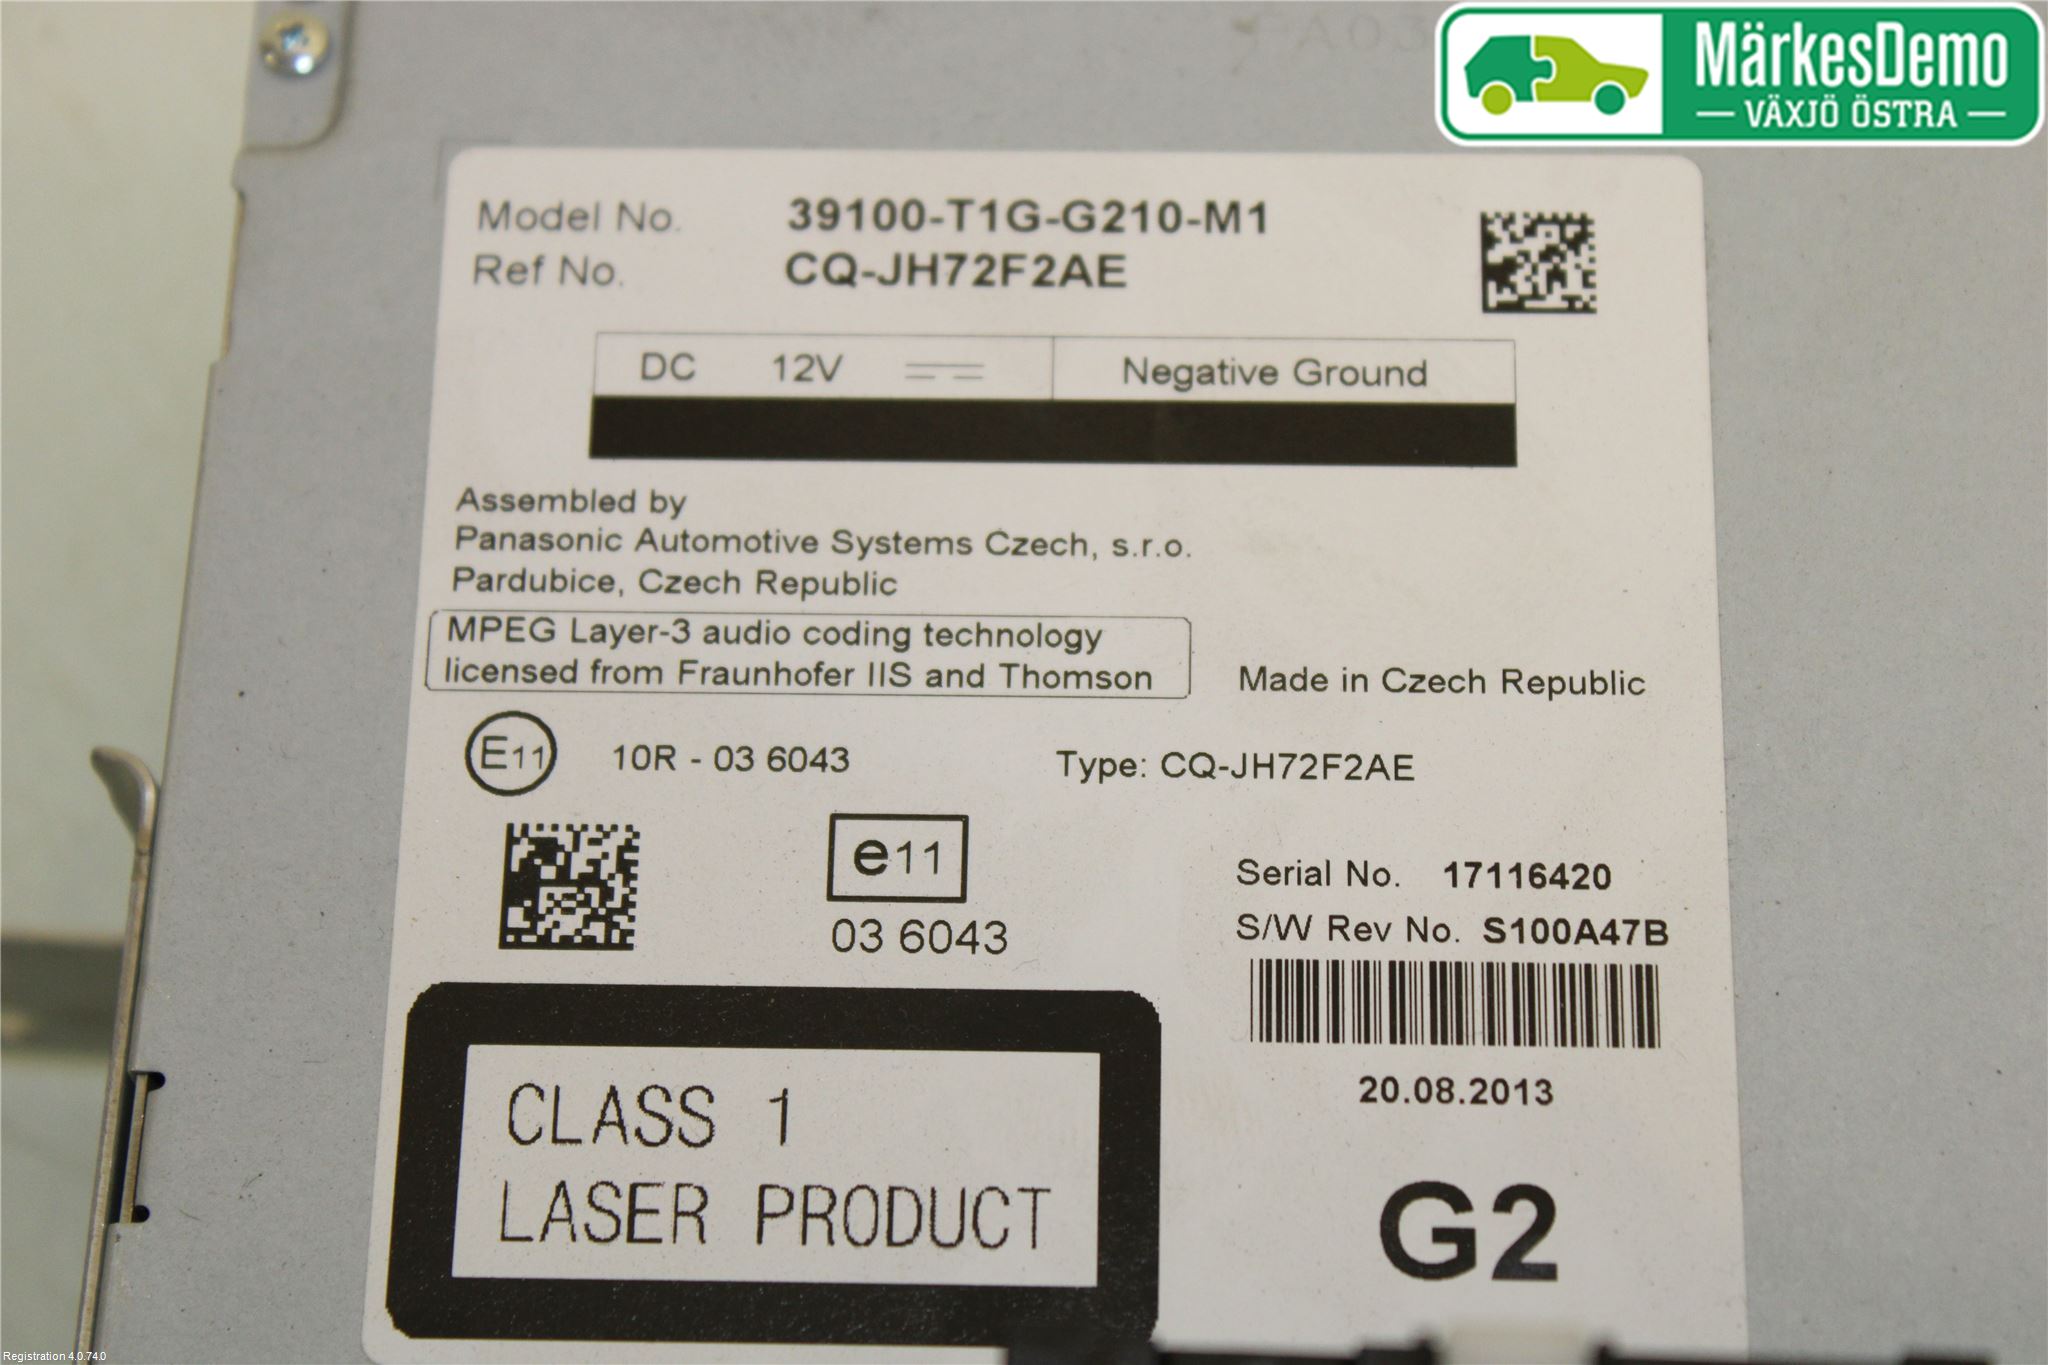 MärkesDemo
VÄXJÖ ÖSTRA
Model No. 39100-T1G-G210-M1
Ref No. CQ-JH72F2AE
DC 12V Negative Ground
Assembled by
Panasonic Automotive Systems Czech, s.r.o.
Pardubice, Czech Republic
MPEG Layer-3 audio coding technology
licensed from Fraunhofer IIS and Thomson
Made in Czech Republic
E11 10R - 03 6043 Type: CQ-JH72F2AE
e11
03 6043
Serial No. 17116420
S/W Rev No. S100A47B
20.08.2013
CLASS 1
LASER PRODUCT
G2
Registration 4.0.74.0